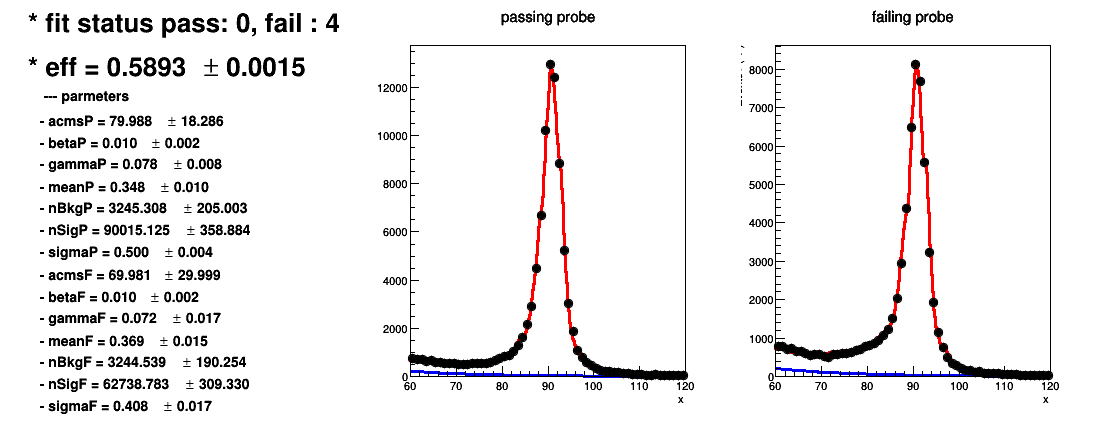 * fit status pass: 0, fail : 4
* eff = 0.5893 ± 0.0015
--- parmeters
- acmsP = 79.988 ± 18.286
- betaP = 0.010 ± 0.002
- gammaP = 0.078 ± 0.008
- meanP = 0.348 ± 0.010
- nBkgP = 3245.308 ± 205.003
- nSigP = 90015.125 ± 358.884
- sigmaP = 0.500 ± 0.004
- acmsF = 69.981 ± 29.999
- betaF = 0.010 ± 0.002
- gammaF = 0.072 ± 0.017
- meanF = 0.369 ± 0.015
- nBkgF = 3244.539 ± 190.254
- nSigF = 62738.783 ± 309.330
- sigmaF = 0.408 ± 0.017
passing probe
12000
10000
8000
6000
4000
2000
0
60 70 80 90 100 110 120
x
failing probe
8000
7000
6000
5000
4000
3000
2000
1000
0
60 70 80 90 100 110 120
x